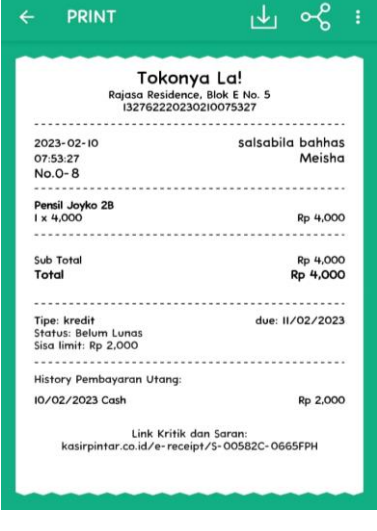 PRINT
Tokonya La!
Rajasa Residence, Blok E No. 5
132762220230210075327
2023-02-10 salsabila bahhas
07:53:27 Meisha
No.0-8
Pensil Joyko 2B
1 x 4,000 Rp 4,000
Sub Total Rp 4,000
Total Rp 4,000
Tipe: kredit due: 11/02/2023
Status: Belum Lunas
Sisa limit: Rp 2,000
History Pembayaran Utang:
10/02/2023 Cash Rp 2,000
Link Kritik dan Saran:
kasirpintar.co.id/e-receipt/S-00582C-0665FPH